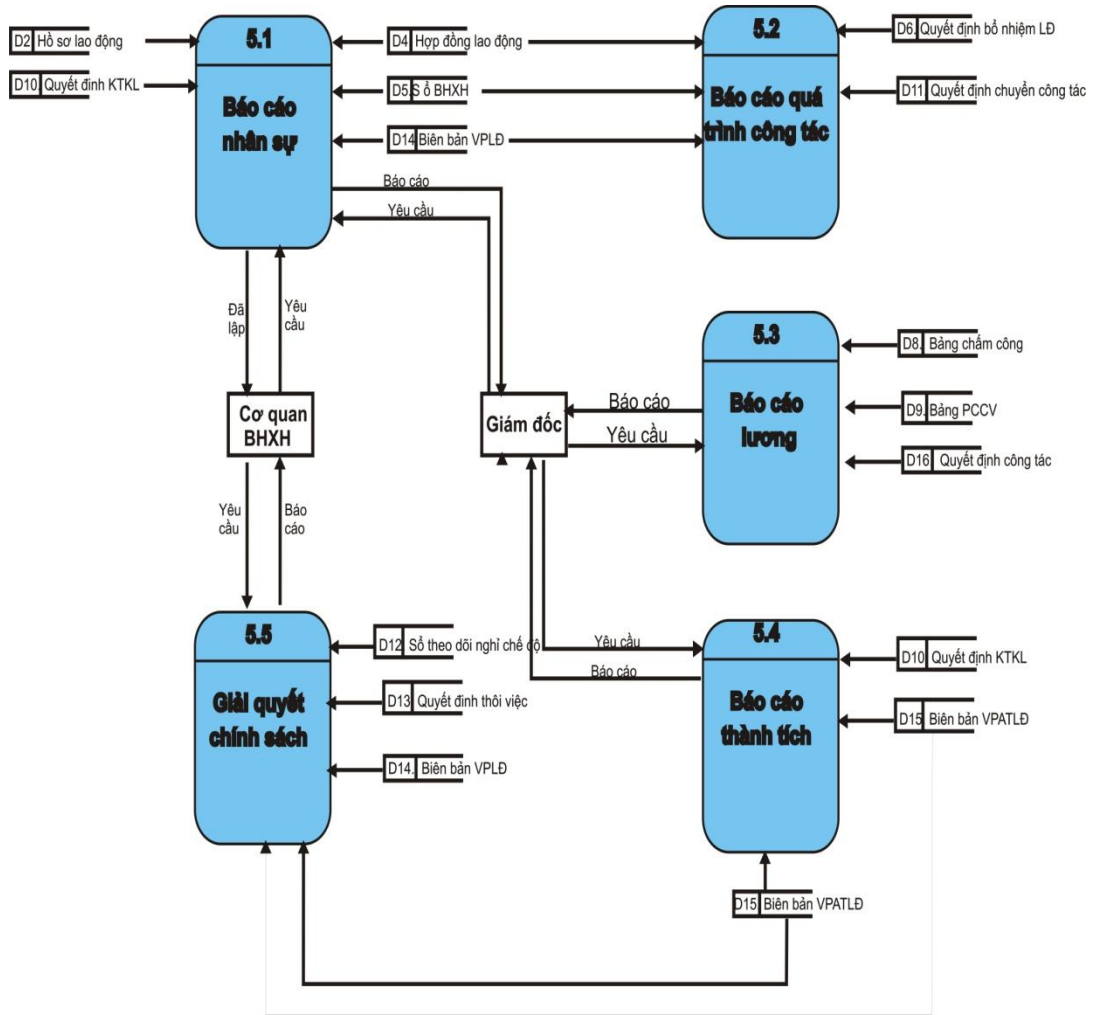 5.1
Báo cáo
nhân sự
D2 Hồ sơ lao động
D10. Quyết đinh KTKL
D4 Hợp đồng lao động
D5. S ổ BHXH
D14 Biên bản VPLĐ
5.2
Báo cáo quá
trình công tác
D6. Quyết định bổ nhiệm LĐ
D11 Quyết định chuyển công tác
Báo cáo
Yêu cầu
Đã
lập
Yêu
cầu
Cơ quan
BHXH
Giám đốc
Báo cáo
Yêu cầu
5.3
Báo cáo
lương
D8. Bảng chấm công
D9. Bảng PCCV
D16 Quyết định công tác
Yêu
cầu
Báo
cáo
5.5
Giải quyết
chính sách
D12 Sổ theo dõi nghỉ chế độ
D13 Quyết đinh thôi việc
D14. Biên bản VPLĐ
Yêu cầu
Báo cáo
5.4
Báo cáo
thành tích
D10 Quyết định KTKL
D15 Biên bản VPATLĐ
D15. Biên bản VPATLĐ